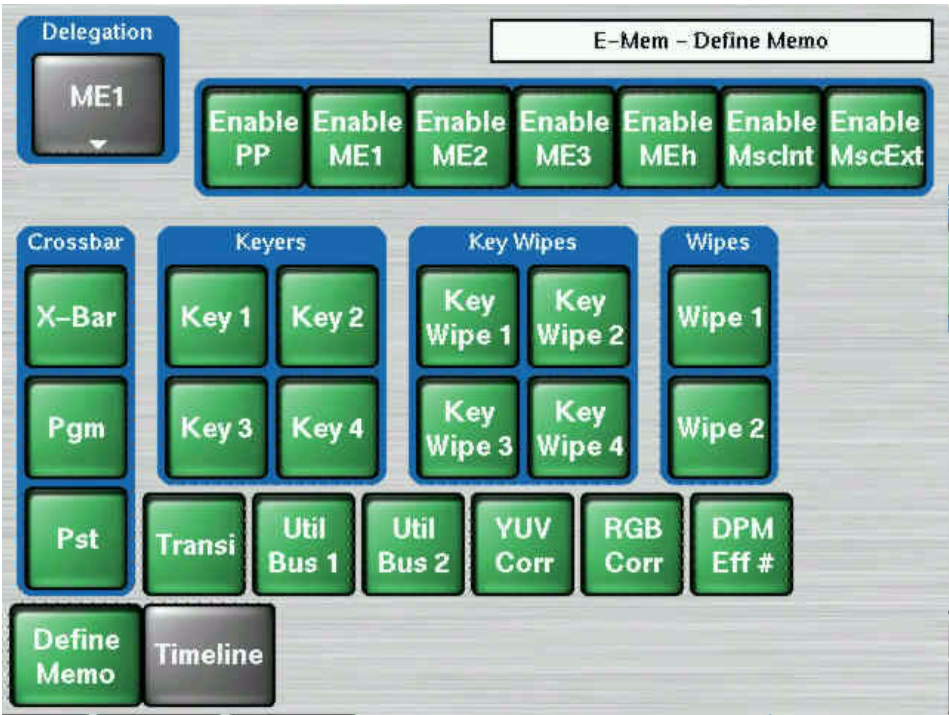 Delegation
E-Mem - Define Memo
ME1
Enable Enable Enable Enable Enable Enable Enable
PP ME1 ME2 ME3 MEh MscInt MscExt
Crossbar Keyers Key Wipes Wipes
X-Bar Key 1 Key 2 Key Wipe 1 Key Wipe 2 Wipe 1
Pgm Key 3 Key 4 Key Wipe 3 Key Wipe 4 Wipe 2
Pst Transi Util Bus 1 Util Bus 2 YUV Corr RGB Corr DPM Eff #
Define
Memo
Timeline